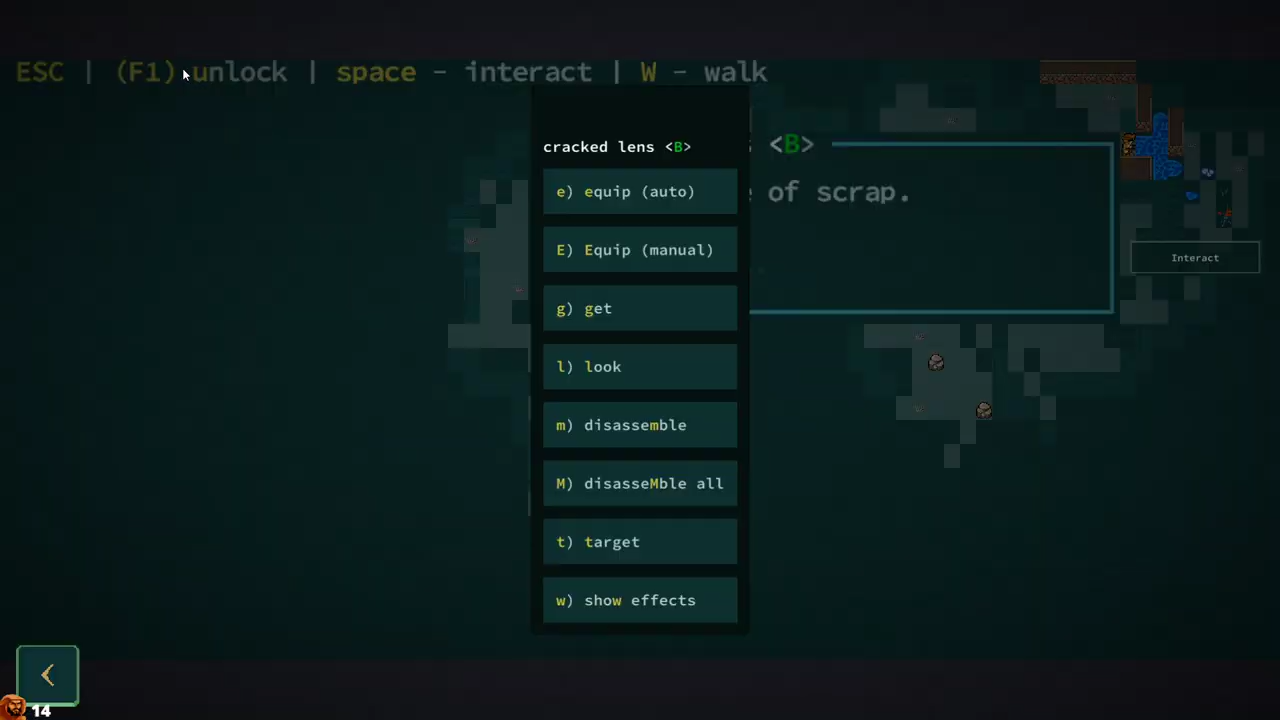 ESC | (F1) unlock | space - interact | W - walk
cracked lens <B>
<B>
e) equip (auto)
of scrap.
E) Equip (manual)
Interact
g) get
l) look
m) disassemble
M) disasseMble all
t) target
w) show effects
14